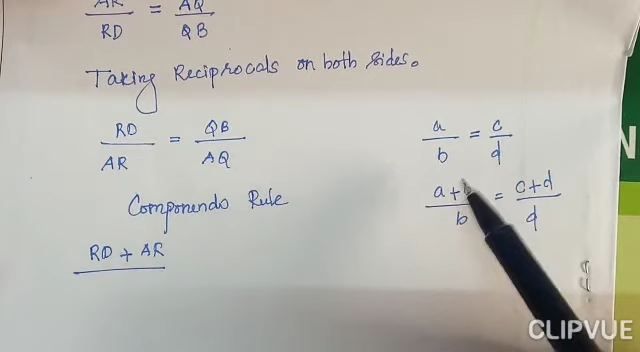 AR/RD = AQ/QB
Taking Reciprocals on both sides.
RD/AR = QB/AQ
a/b = c/d
Componendo Rule
a+ /b = c+d/d
RD + AR
CLIPVUE